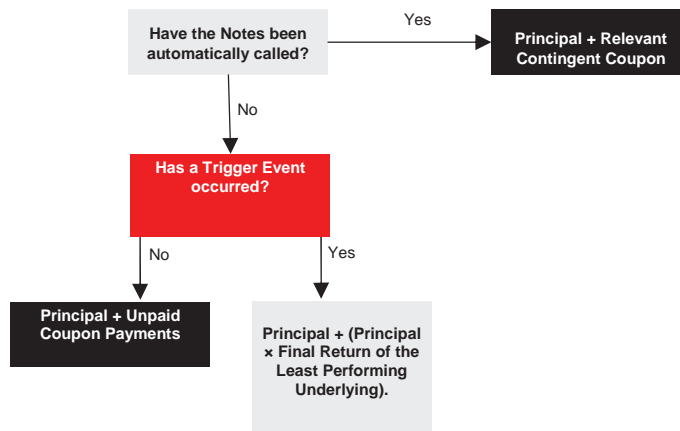 Have the Notes been
automatically called?
Yes
Principal + Relevant
Contingent Coupon
No
Has a Trigger Event
occurred?
No
Yes
Principal + Unpaid
Coupon Payments
Principal + (Principal
× Final Return of the
Least Performing
Underlying).